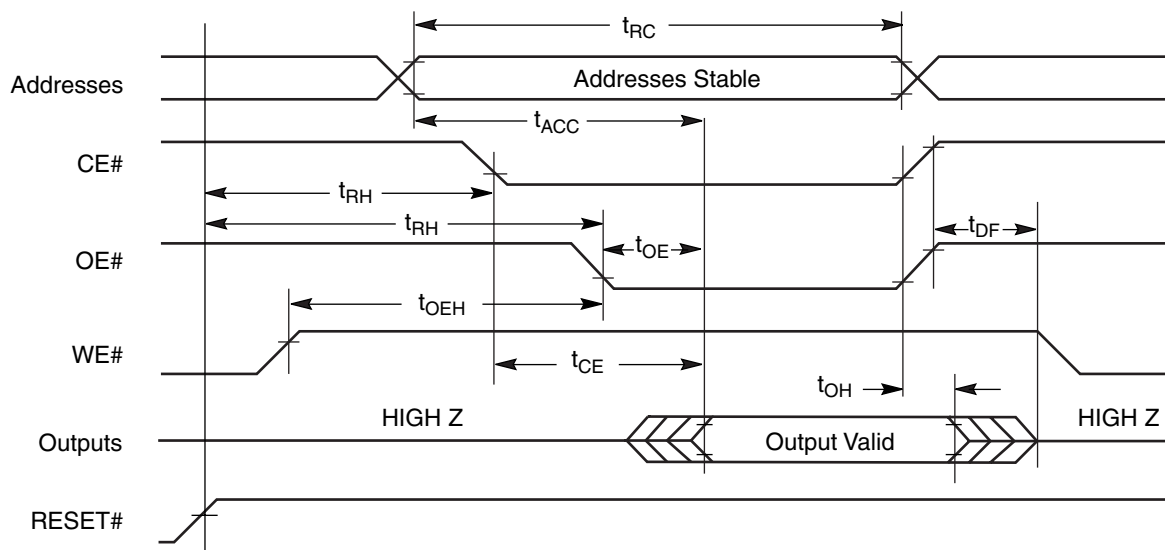 tRC
Addresses
Addresses Stable
tACC
CE#
tRH
tRH
OE#
tOE
tDF
tOEH
WE#
tCE
tOH
HIGH Z
HIGH Z
Outputs
Output Valid
RESET#